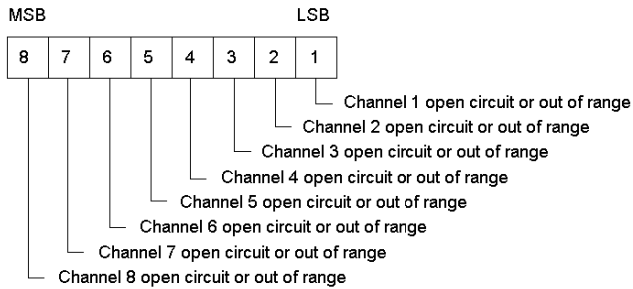 MSB LSB
8 7 6 5 4 3 2 1
Channel 1 open circuit or out of range
Channel 2 open circuit or out of range
Channel 3 open circuit or out of range
Channel 4 open circuit or out of range
Channel 5 open circuit or out of range
Channel 6 open circuit or out of range
Channel 7 open circuit or out of range
Channel 8 open circuit or out of range